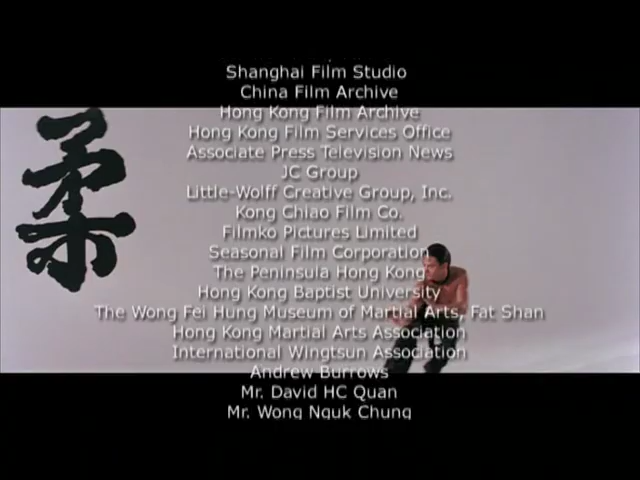 Shanghai Film Studio
China Film Archive
Hong Kong Film Archive
Hong Kong Film Services Office
Associate Press Television News
JC Group
Little-Wolff Creative Group, Inc.
Kong Chiao Film Co.
Filmko Pictures Limited
Seasonal Film Corporation
The Peninsula Hong Kong
Hong Kong Baptist University
The Wong Fei Hung Museum of Martial Arts, Fat Shan
Hong Kong Martial Arts Association
International Wingtsun Association
Andrew Burrows
Mr. David HC Quan
Mr. Wong Nguk Chung
柔